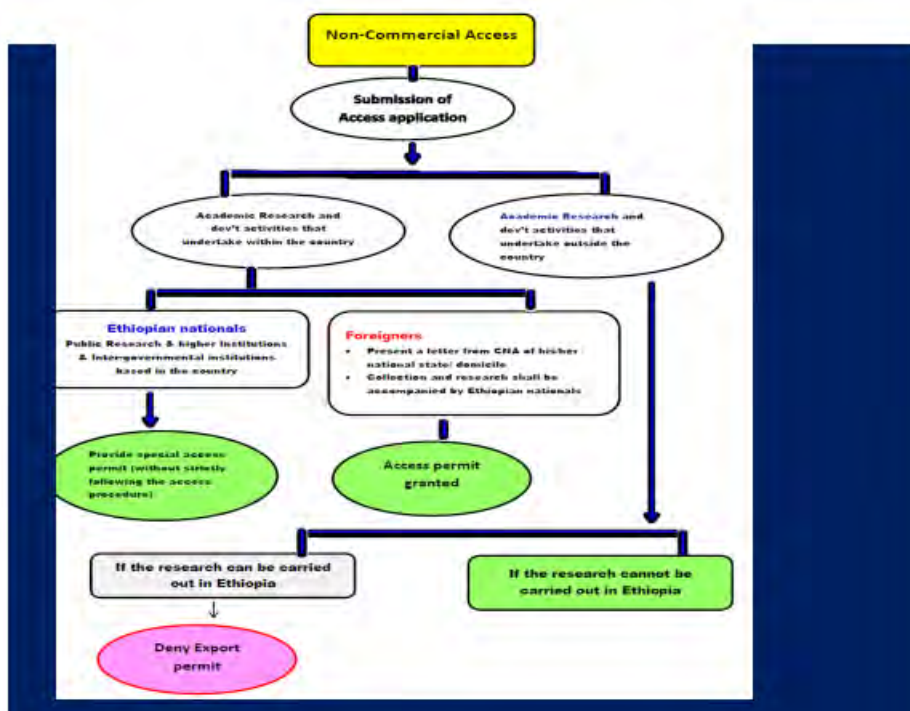 Non-Commercial Access
Submission of
Access application
Academic Research and
dev't activities that
undertake within the country
Academic Research and
dev't activities that
undertake outside the
country
Ethiopian nationals
Public Research & higher Institutions
& Inter-governmental institutions
based in the country
Foreigners
• Present a letter from CNA of his/her
national state/ domicile
• Collection and research shall be
accompanied by Ethiopian nationals
Provide special access
permit (without strictly
following the access
procedure)
Access permit
granted
If the research can be carried
out in Ethiopia
If the research cannot be
carried out in Ethiopia
Deny Export
permit